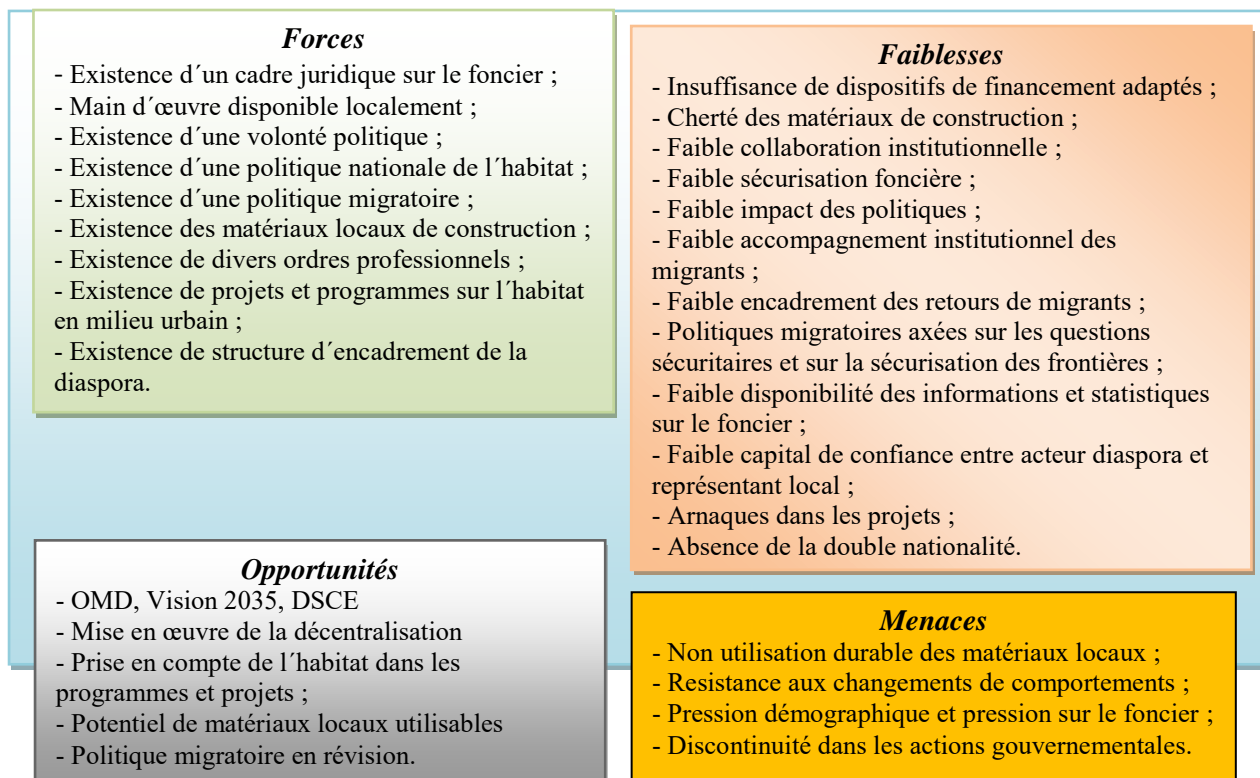 Forces
- Existence d´un cadre juridique sur le foncier ;
- Main d´œuvre disponible localement ;
- Existence d´une volonté politique ;
- Existence d´une politique nationale de l´habitat ;
- Existence d´une politique migratoire ;
- Existence des matériaux locaux de construction ;
- Existence de divers ordres professionnels ;
- Existence de projets et programmes sur l´habitat
en milieu urbain ;
- Existence de structure d´encadrement de la
diaspora.
Faiblesses
- Insuffisance de dispositifs de financement adaptés ;
- Cherté des matériaux de construction ;
- Faible collaboration institutionnelle ;
- Faible sécurisation foncière ;
- Faible impact des politiques ;
- Faible accompagnement institutionnel des
migrants ;
- Faible encadrement des retours de migrants ;
- Politiques migratoires axées sur les questions
sécuritaires et sur la sécurisation des frontières ;
- Faible disponibilité des informations et statistiques
sur le foncier ;
- Faible capital de confiance entre acteur diaspora et
représentant local ;
- Arnaques dans les projets ;
- Absence de la double nationalité.
Opportunités
- OMD, Vision 2035, DSCE
- Mise en œuvre de la décentralisation
- Prise en compte de l´habitat dans les
programmes et projets ;
- Potentiel de matériaux locaux utilisables
- Politique migratoire en révision.
Menaces
- Non utilisation durable des matériaux locaux ;
- Resistance aux changements de comportements ;
- Pression démographique et pression sur le foncier ;
- Discontinuité dans les actions gouvernementales.